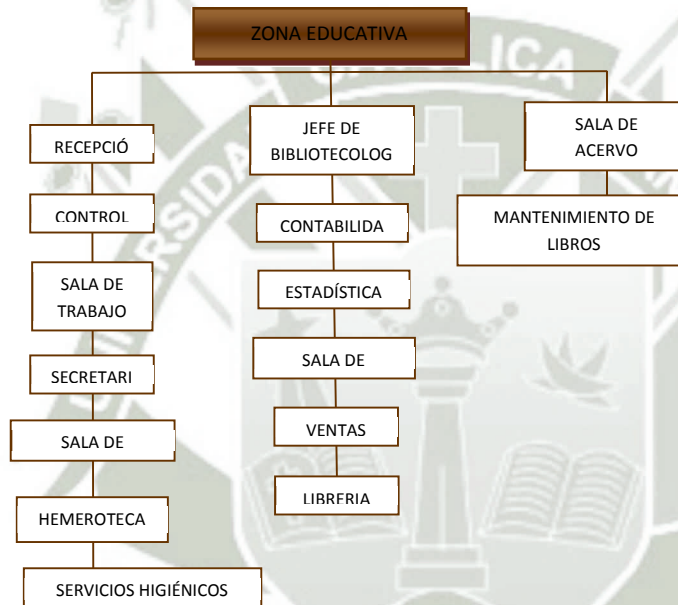 ZONA EDUCATIVA
RECEPCIÓ
CONTROL
SALA DE
TRABAJO
SECRETARI
SALA DE
HEMEROTECA
SERVICIOS HIGIÉNICOS
JEFE DE
BIBLIOTECOLOG
CONTABILIDA
ESTADÍSTICA
SALA DE
VENTAS
LIBRERIA
SALA DE
ACERVO
MANTENIMIENTO DE
LIBROS